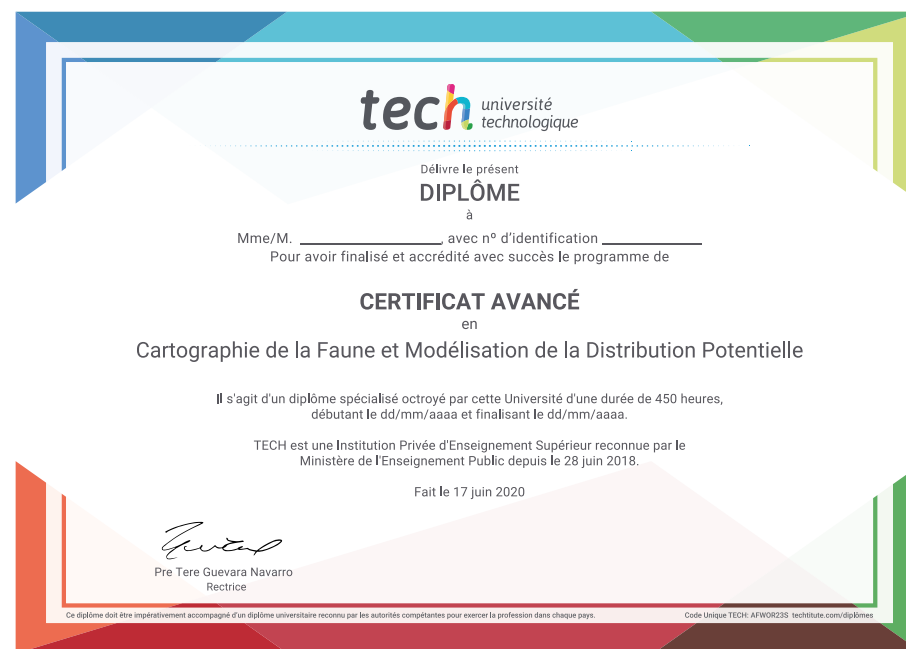 tech université
technologique
Délivre le présent
DIPLÔME
à
Mme/M. ____________________, avec nº d'identification ______________
Pour avoir finalisé et accrédité avec succès le programme de
CERTIFICAT AVANCÉ
en
Cartographie de la Faune et Modélisation de la Distribution Potentielle
Il s'agit d'un diplôme spécialisé octroyé par cette Université d'une durée de 450 heures,
débutant le dd/mm/aaaa et finalisant le dd/mm/aaaa.
TECH est une Institution Privée d'Enseignement Supérieur reconnue par le
Ministère de l'Enseignement Public depuis le 28 juin 2018.
Fait le 17 juin 2020
Pre Tere Guevara Navarro
Rectrice
Ce diplôme doit être impérativement accompagné d'un diplôme universitaire reconnu par les autorités compétentes pour exercer la profession dans chaque pays.
Code Unique TECH: AFWOR23S techtitute.com/diplômes